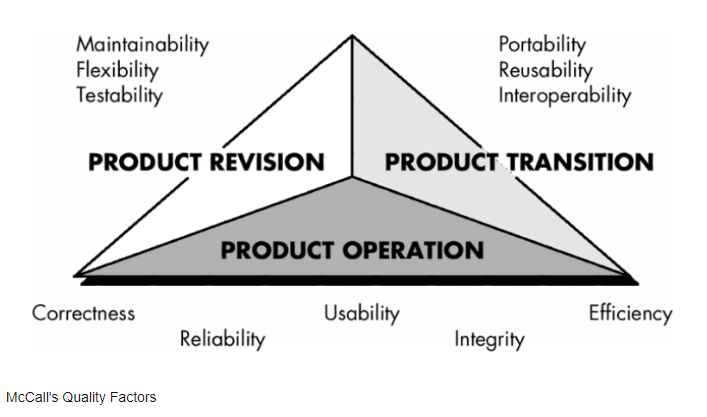 Maintainability
Flexibility
Testability
Portability
Reusability
Interoperability
PRODUCT REVISION
PRODUCT TRANSITION
PRODUCT OPERATION
Correctness
Reliability
Usability
Integrity
Efficiency
McCall's Quality Factors